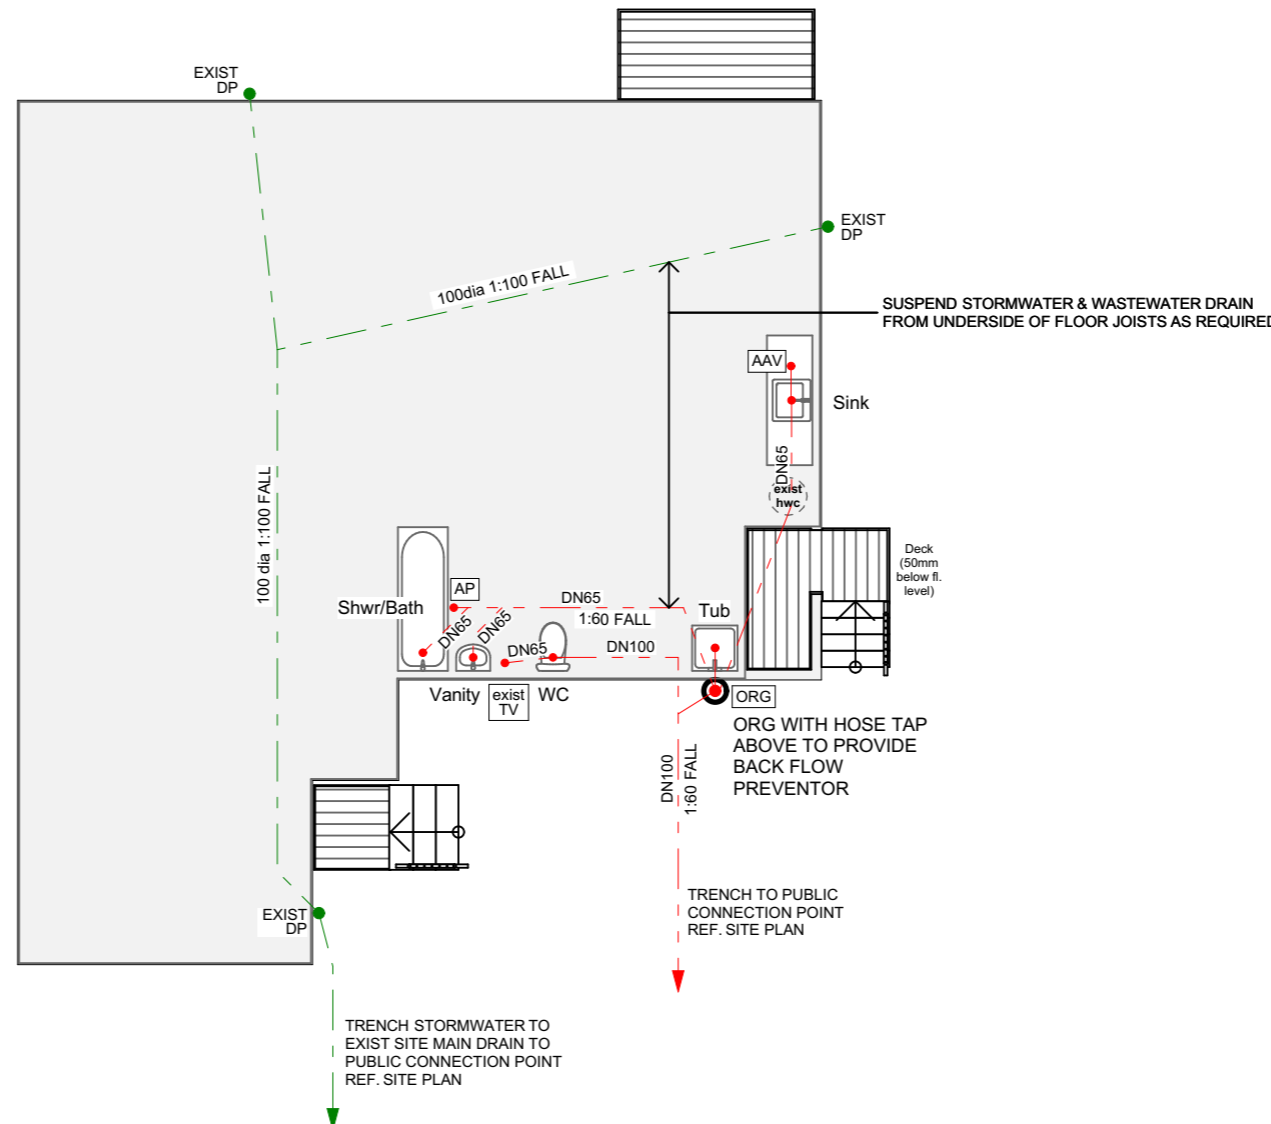 EXIST
DP
EXIST
DP
100dia 1:100 FALL
SUSPEND STORMWATER & WASTEWATER DRAIN
FROM UNDERSIDE OF FLOOR JOISTS AS REQUIRED
AAV
Sink
DN65
exist
hwc
100 dia 1:100 FALL
Deck
(50mm
below fl.
level)
AP
Shwr/Bath
DN65
DN65
DN65
1:60 FALL
Tub
DN65
DN100
Vanity
exist
TV
WC
ORG
ORG WITH HOSE TAP
ABOVE TO PROVIDE
BACK FLOW
PREVENTOR
DN100
1:60 FALL
TRENCH TO PUBLIC
CONNECTION POINT
REF. SITE PLAN
EXIST
DP
TRENCH STORMWATER TO
EXIST SITE MAIN DRAIN TO
PUBLIC CONNECTION POINT
REF. SITE PLAN